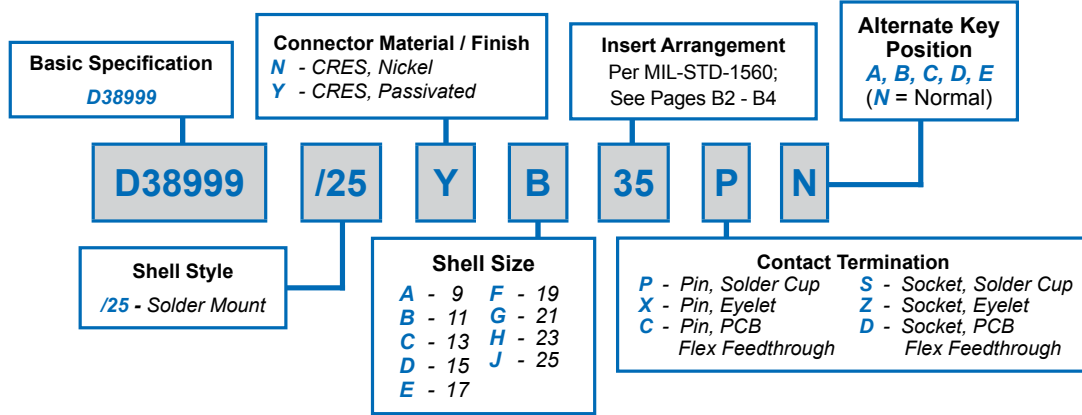 Basic Specification
D38999
Connector Material / Finish
N - CRES, Nickel
Y - CRES, Passivated
Insert Arrangement
Per MIL-STD-1560;
See Pages B2 - B4
Alternate Key
Position
A, B, C, D, E
(N = Normal)
D38999 /25 Y B 35 P N
Shell Style
/25 - Solder Mount
Shell Size
A - 9 F - 19
B - 11 G - 21
C - 13 H - 23
D - 15 J - 25
E - 17
Contact Termination
P - Pin, Solder Cup S - Socket, Solder Cup
X - Pin, Eyelet Z - Socket, Eyelet
C - Pin, PCB D - Socket, PCB
Flex Feedthrough Flex Feedthrough